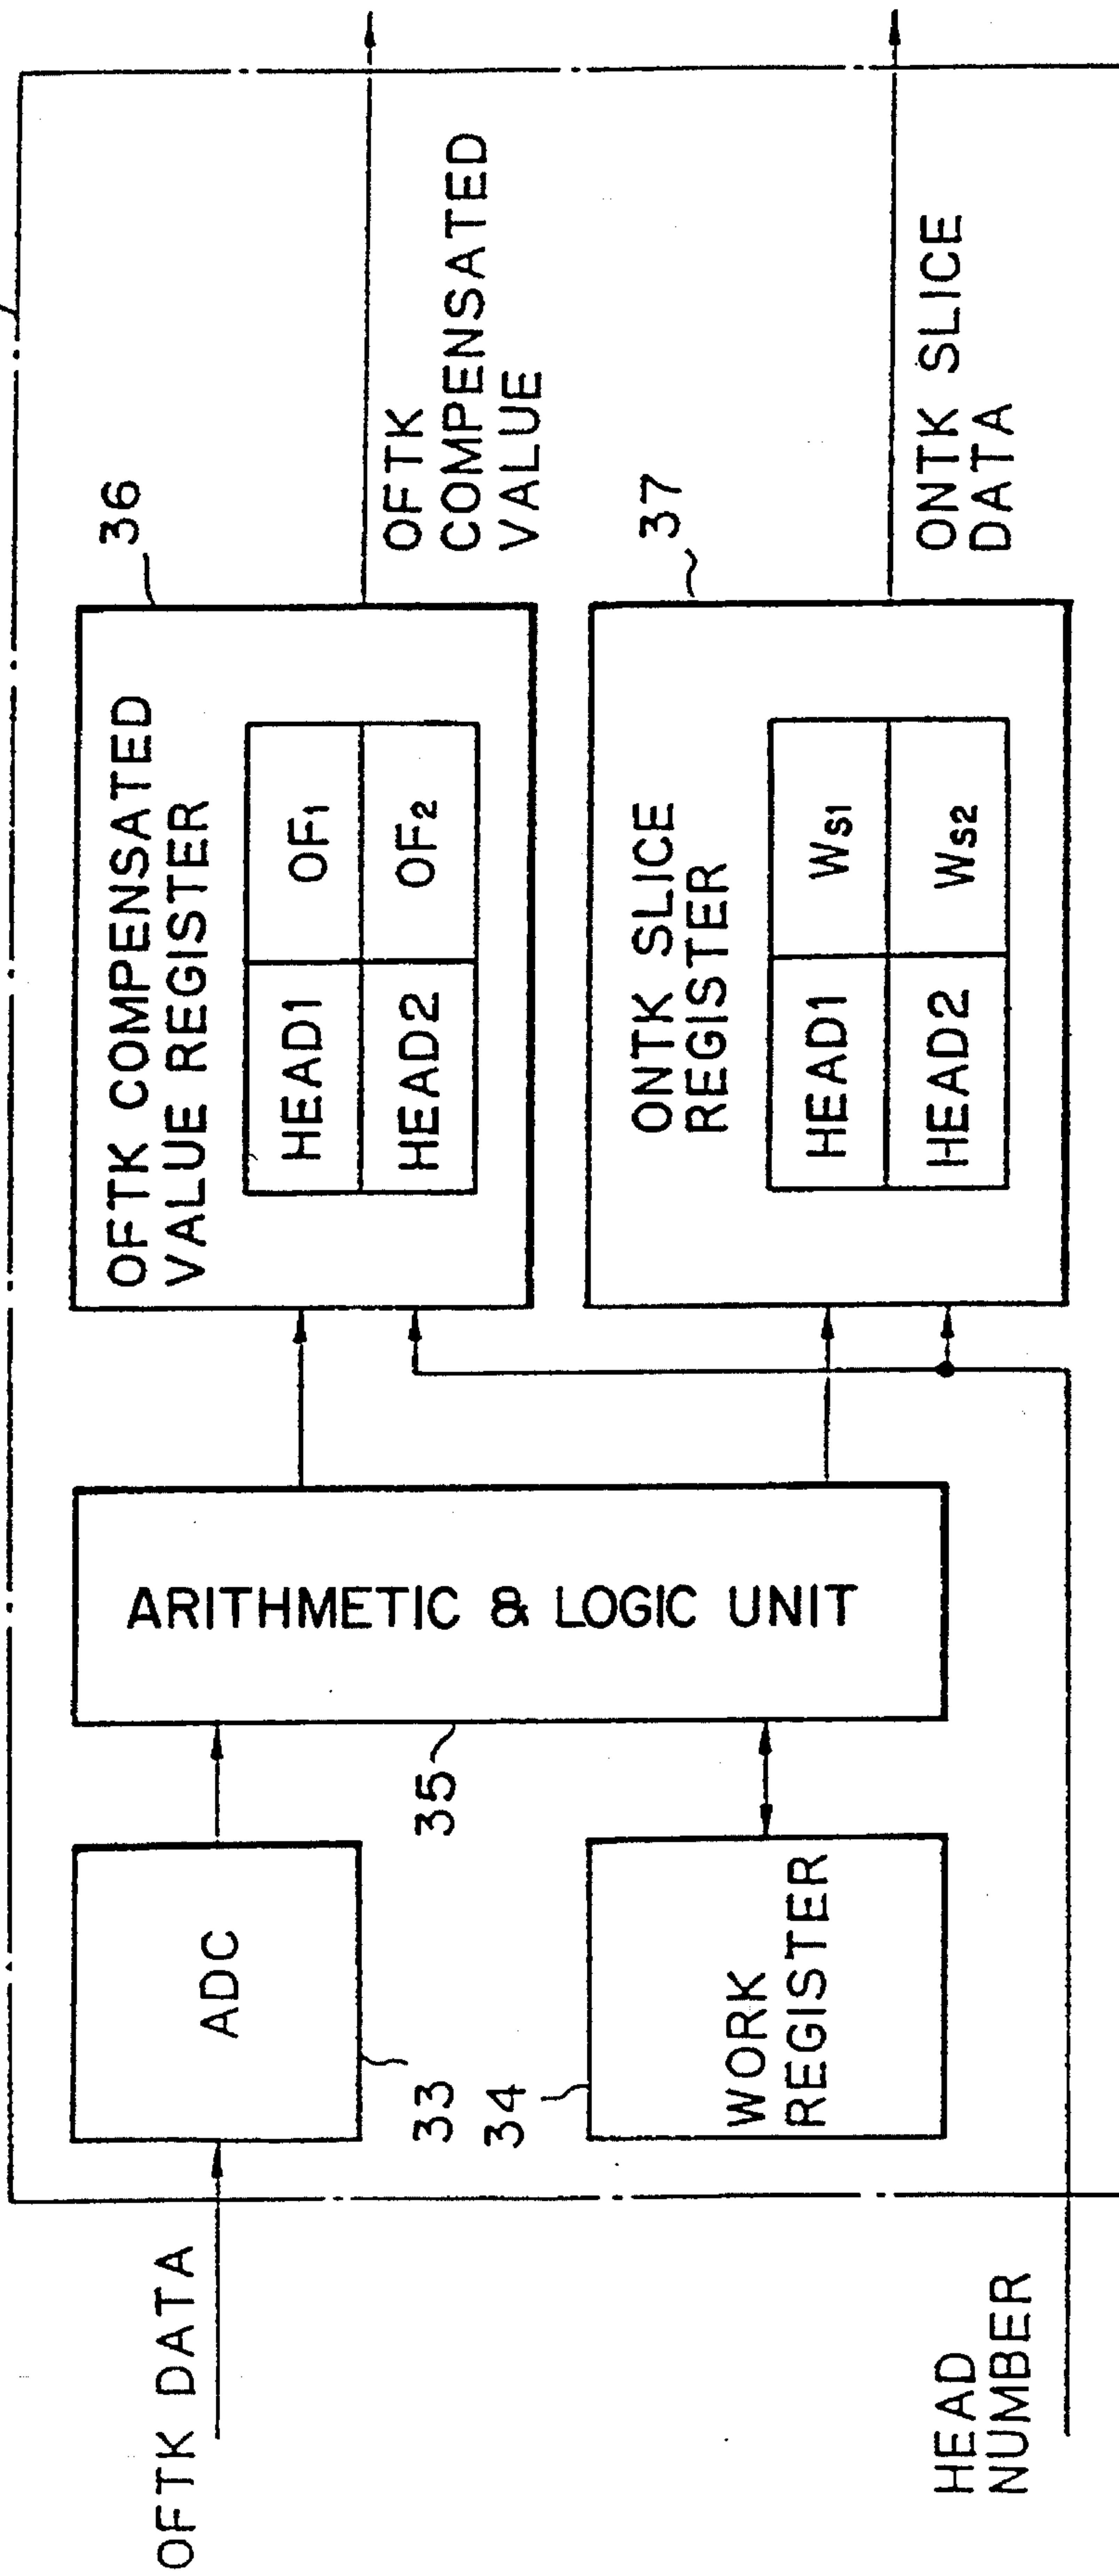 OFTK DATA
HEAD
NUMBER
ADC
33
34
WORK
REGISTER
35
ARITHMETIC & LOGIC UNIT
OFTK COMPENSATED
VALUE REGISTER
HEAD1 OF1
HEAD2 OF2
36
ONTK SLICE
REGISTER
HEAD1 WS1
HEAD2 WS2
37
OFTK
COMPENSATED
VALUE
ONTK SLICE
DATA